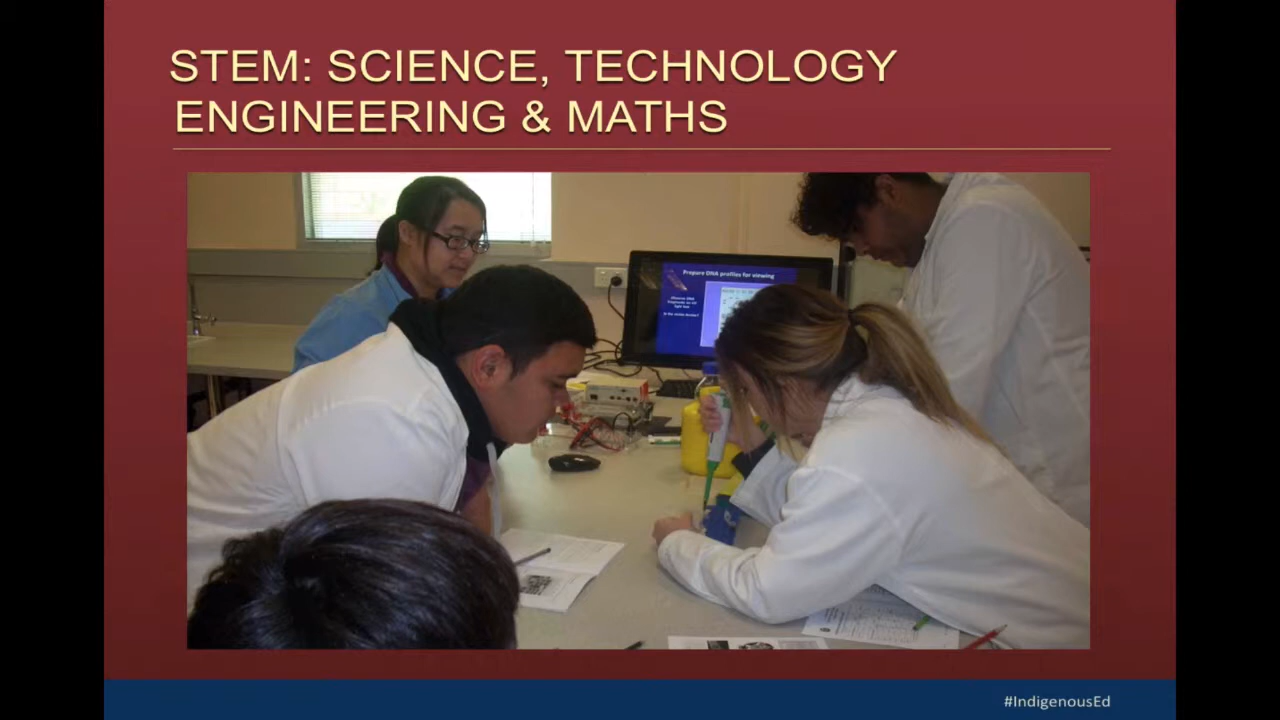 STEM: SCIENCE, TECHNOLOGY
ENGINEERING & MATHS
Prepare DNA profiles for viewing
#IndigenousEd